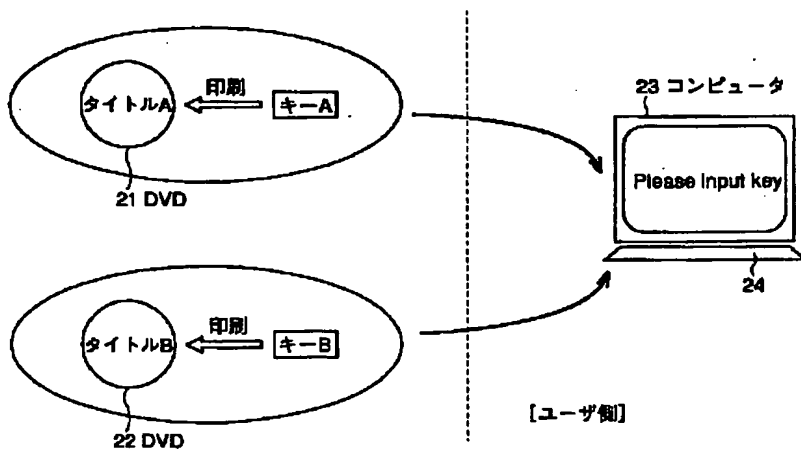 印刷
タイトルA
キーA
21 DVD
23 コンピュータ
Please Input key
24
印刷
タイトルB
キーB
22 DVD
[ユーザ側]